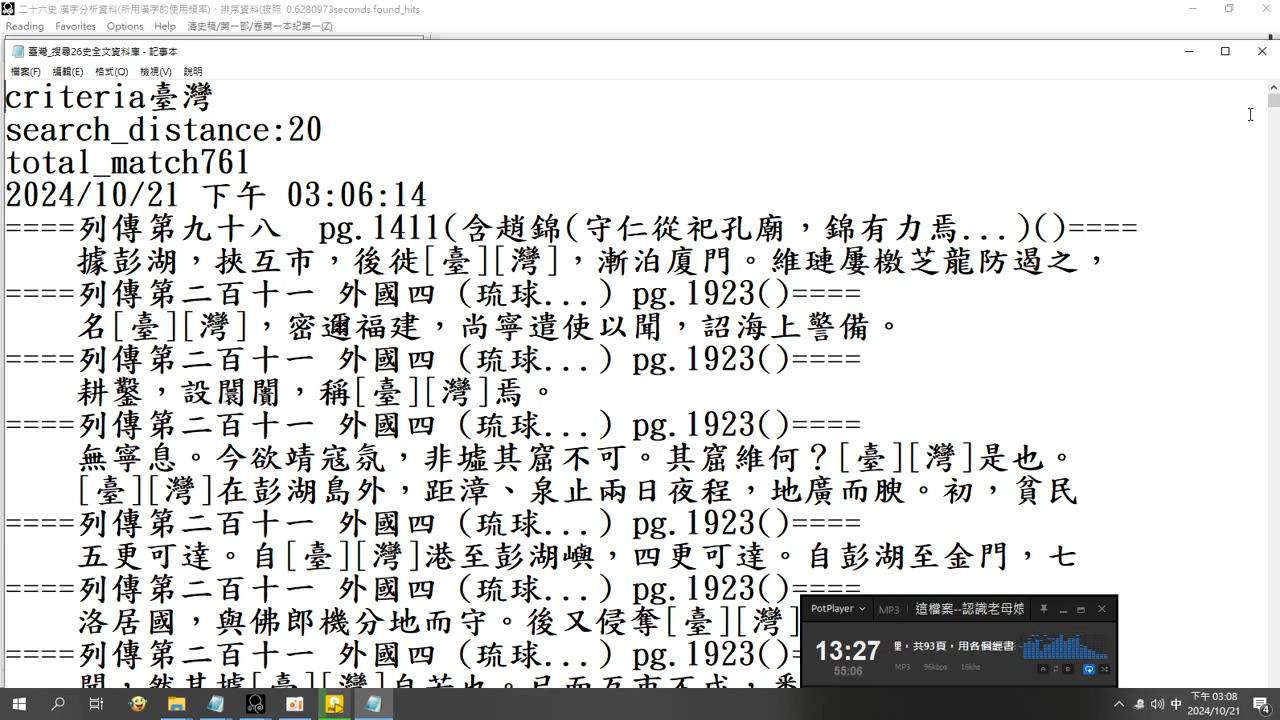 二十六史 漢字分析資料(所用漢字的使用頻率)、排序資料(按照 0.6280973seconds found_hits
Reading Favorites Options Help 清史稿/第一部/卷第一本紀第一(Z)
臺灣_搜尋26史全文資料庫 - 記事本
檔案(F) 編輯(E) 格式(O) 檢視(V) 說明
criteria臺灣
search_distance:20
total_match761
2024/10/21 下午 03:06:14
====列傳第九十八 pg.1411(含趙錦(守仁從祀孔廟，錦有力焉...)()====
據彭湖，挾互市，後徙[臺][灣]，漸泊厦門。維璉屢檄芝龍防遏之，
====列傳第二百十一 外國四 (琉球...) pg.1923()====
名[臺][灣]，密邇福建，尚寧遣使以聞，詔海上警備。
====列傳第二百十一 外國四 (琉球...) pg.1923()====
耕鑿，設闤闠，稱[臺][灣]焉。
====列傳第二百十一 外國四 (琉球...) pg.1923()====
無寧息。今欲靖寇氛，非墟其窟不可。其窟維何？[臺][灣]是也。
[臺][灣]在彭湖島外，距漳、泉止兩日夜程，地廣而腴。初，貧民
====列傳第二百十一 外國四 (琉球...) pg.1923()====
五更可達。自[臺][灣]港至彭湖嶼，四更可達。自彭湖至金門，七
====列傳第二百十一 外國四 (琉球...) pg.1923()====
洛居國，與佛郎機分地而守。後又侵奪[臺][灣]
====列傳第二百十一 外國四 (琉球...) pg.1923()=
PotPlayer MP3 這檔案--認識老母娘
13:27 里，共93頁，用各個經書:
55:06 MP3 96kbps 16khs
下午 03:08
中
2024/10/21
4